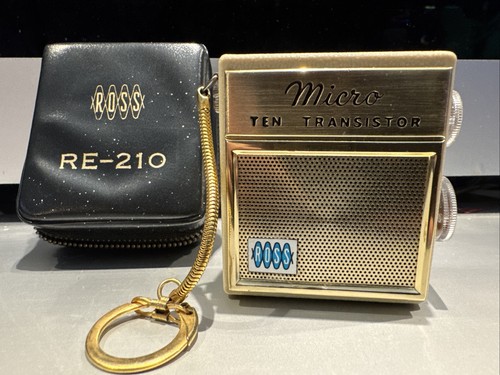 ROSS
RE-210
Micro
TEN TRANSISTOR
ROSS